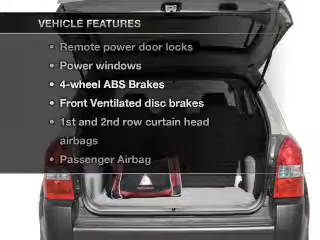 VEHICLE FEATURES
• Remote power door locks
• Power windows
• 4-wheel ABS Brakes
• Front Ventilated disc brakes
• 1st and 2nd row curtain head
airbags
• Passenger Airbag